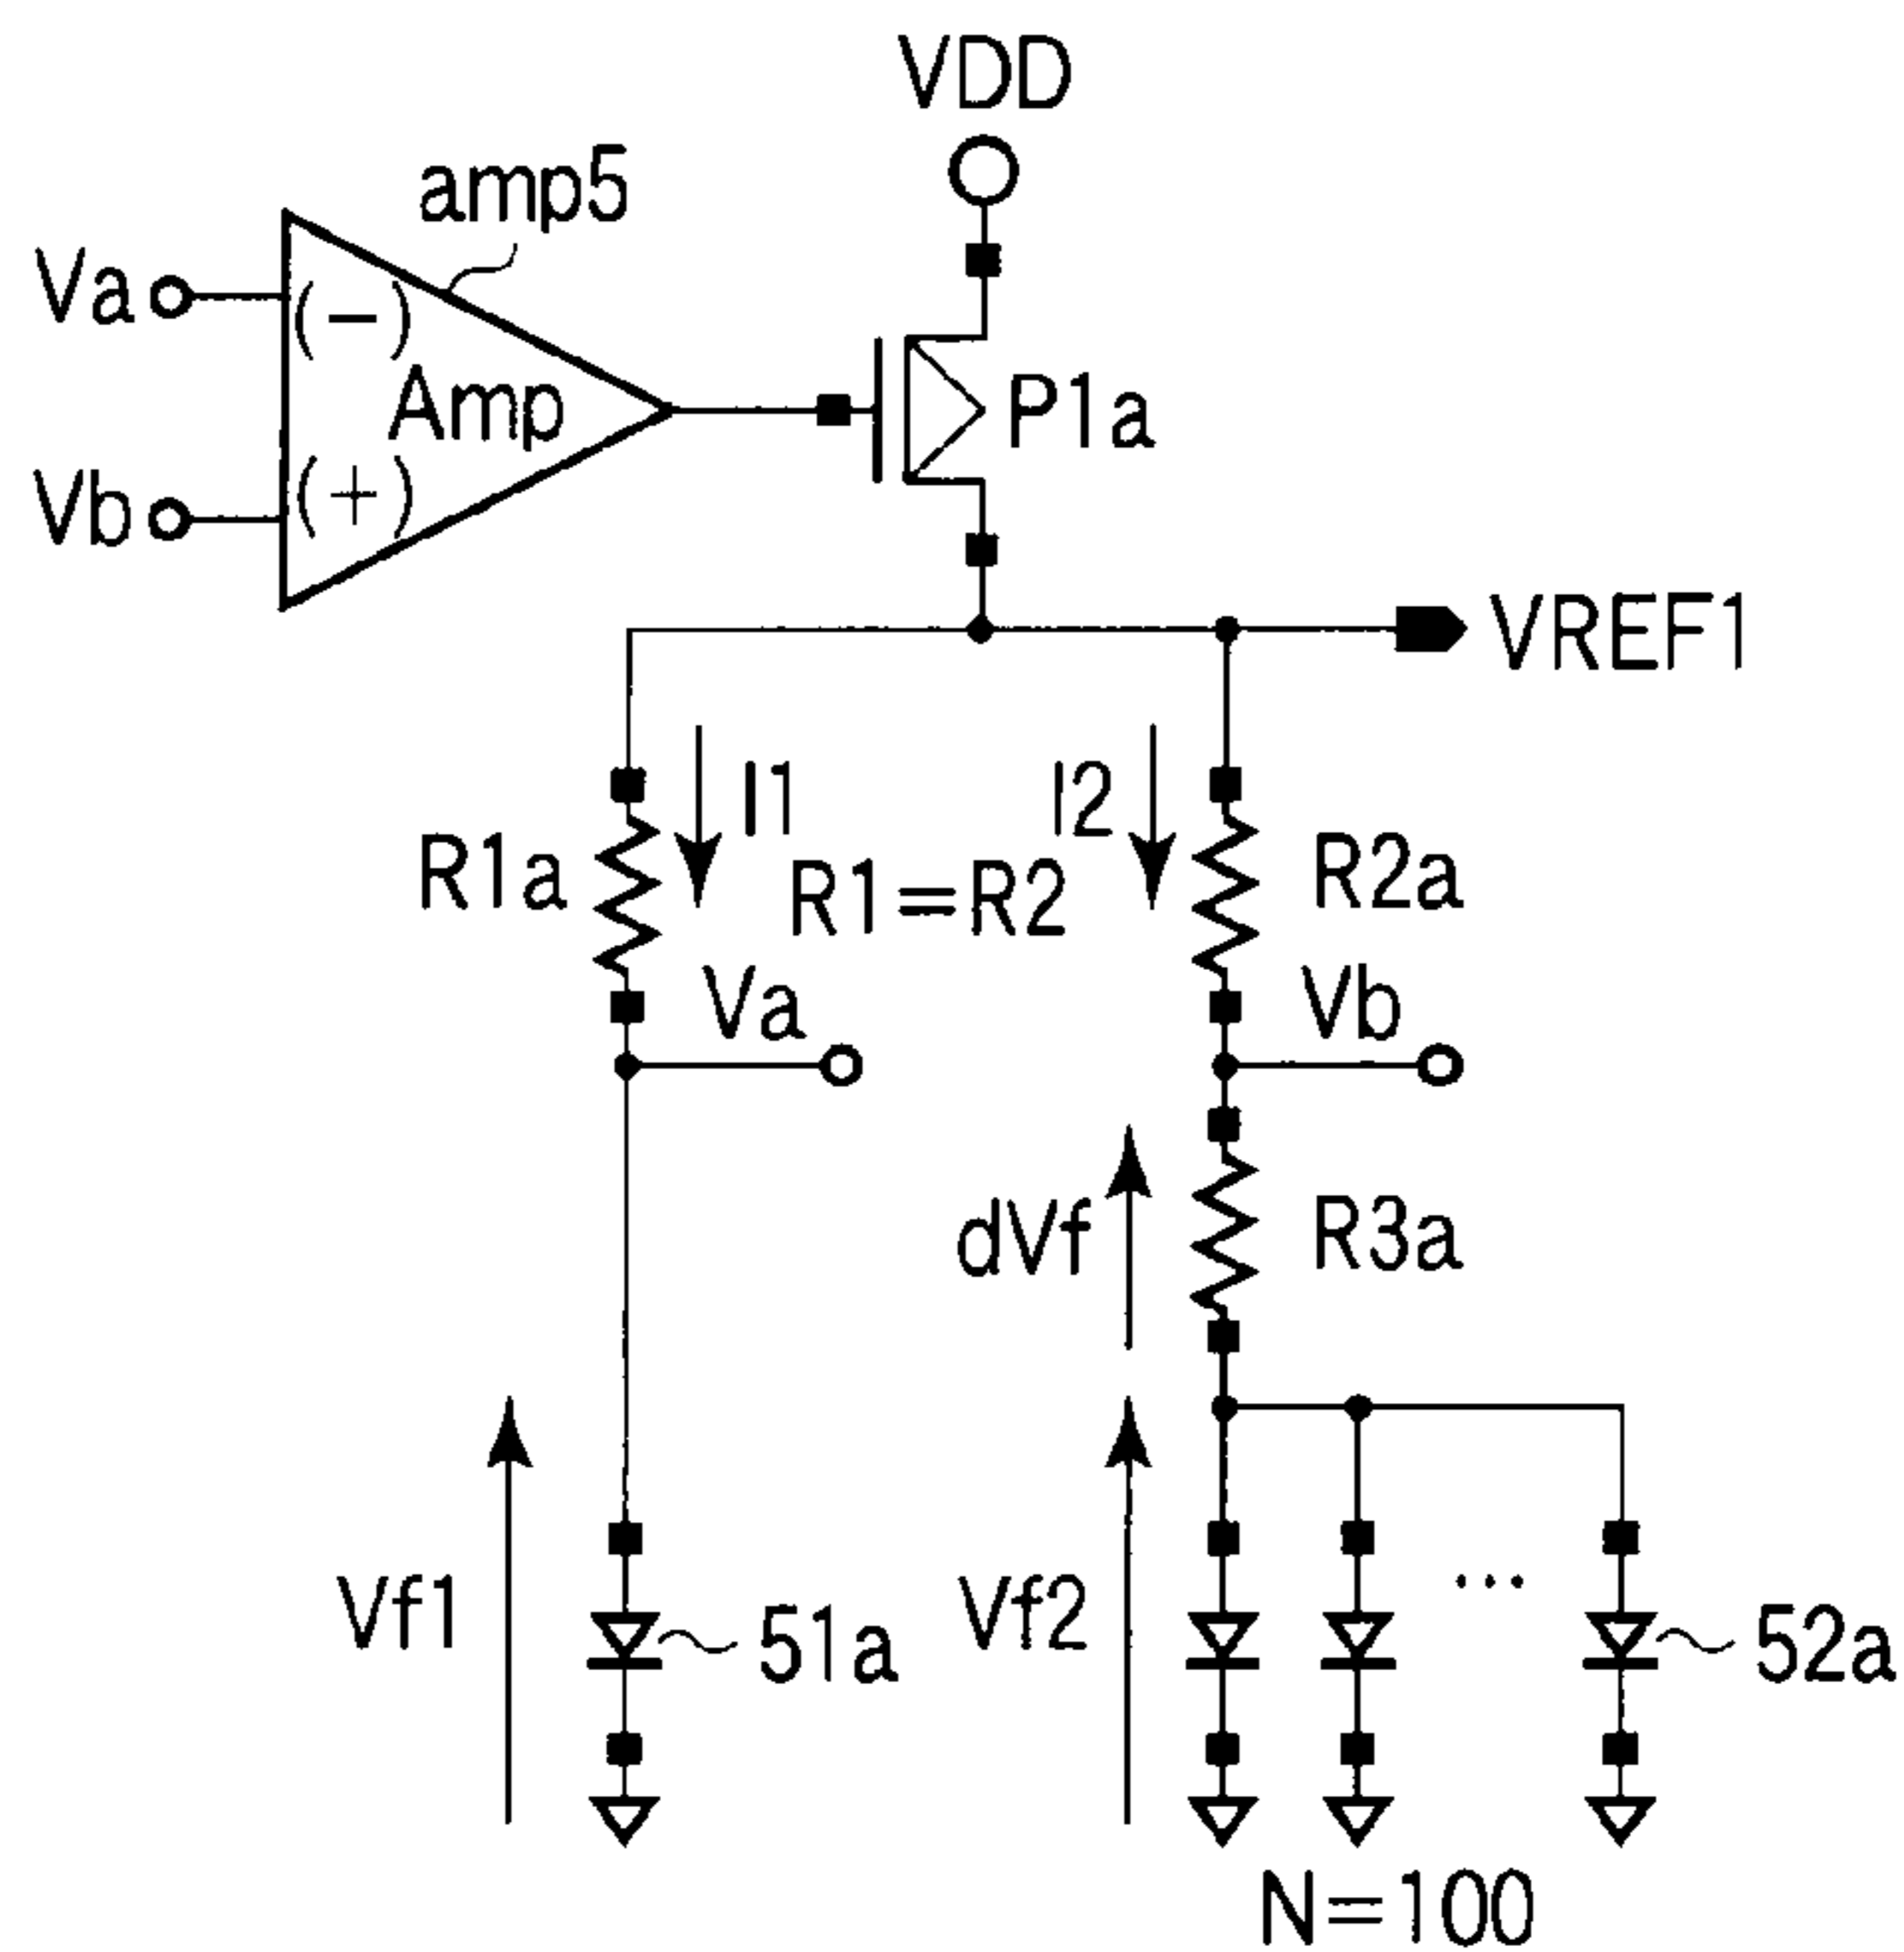 VDD
amp5
Va
(-)
Amp
P1a
Vb
(+)
VREF1
I1
I2
R1a
R1=R2
R2a
Va
Vb
dVf
R3a
Vf1
51a
Vf2
...
52a
N=100